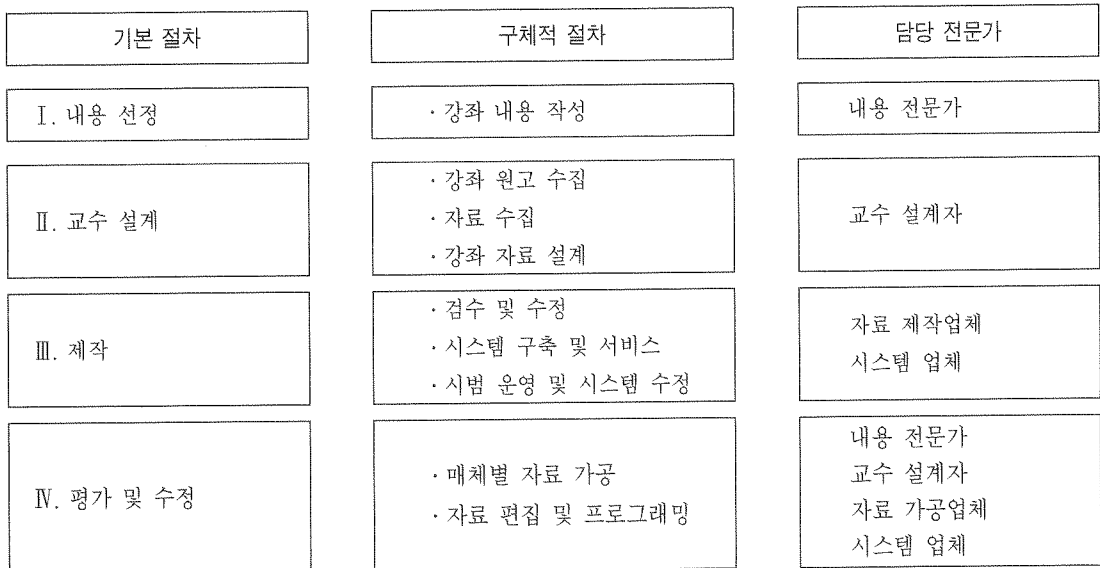 기본 절차
구체적 절차
담당 전문가
Ⅰ. 내용 선정
· 강좌 내용 작성
내용 전문가
Ⅱ. 교수 설계
· 강좌 원고 수집
· 자료 수집
· 강좌 자료 설계
교수 설계자
Ⅲ. 제작
· 검수 및 수정
· 시스템 구축 및 서비스
· 시범 운영 및 시스템 수정
자료 제작업체
시스템 업체
Ⅳ. 평가 및 수정
· 매체별 자료 가공
· 자료 편집 및 프로그래밍
내용 전문가
교수 설계자
자료 가공업체
시스템 업체